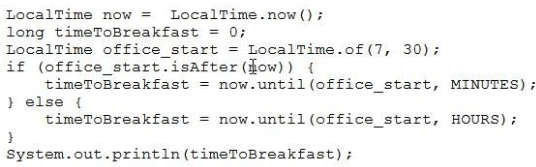 LocalTime now =  LocalTime.now();
long timeToBreakfast = 0;
LocalTime office_start = LocalTime.of(7, 30);
if (office_start.isAfter(now)) {
    timeToBreakfast = now.until(office_start, MINUTES);
} else {
    timeToBreakfast = now.until(office_start, HOURS);
}
System.out.println(timeToBreakfast);